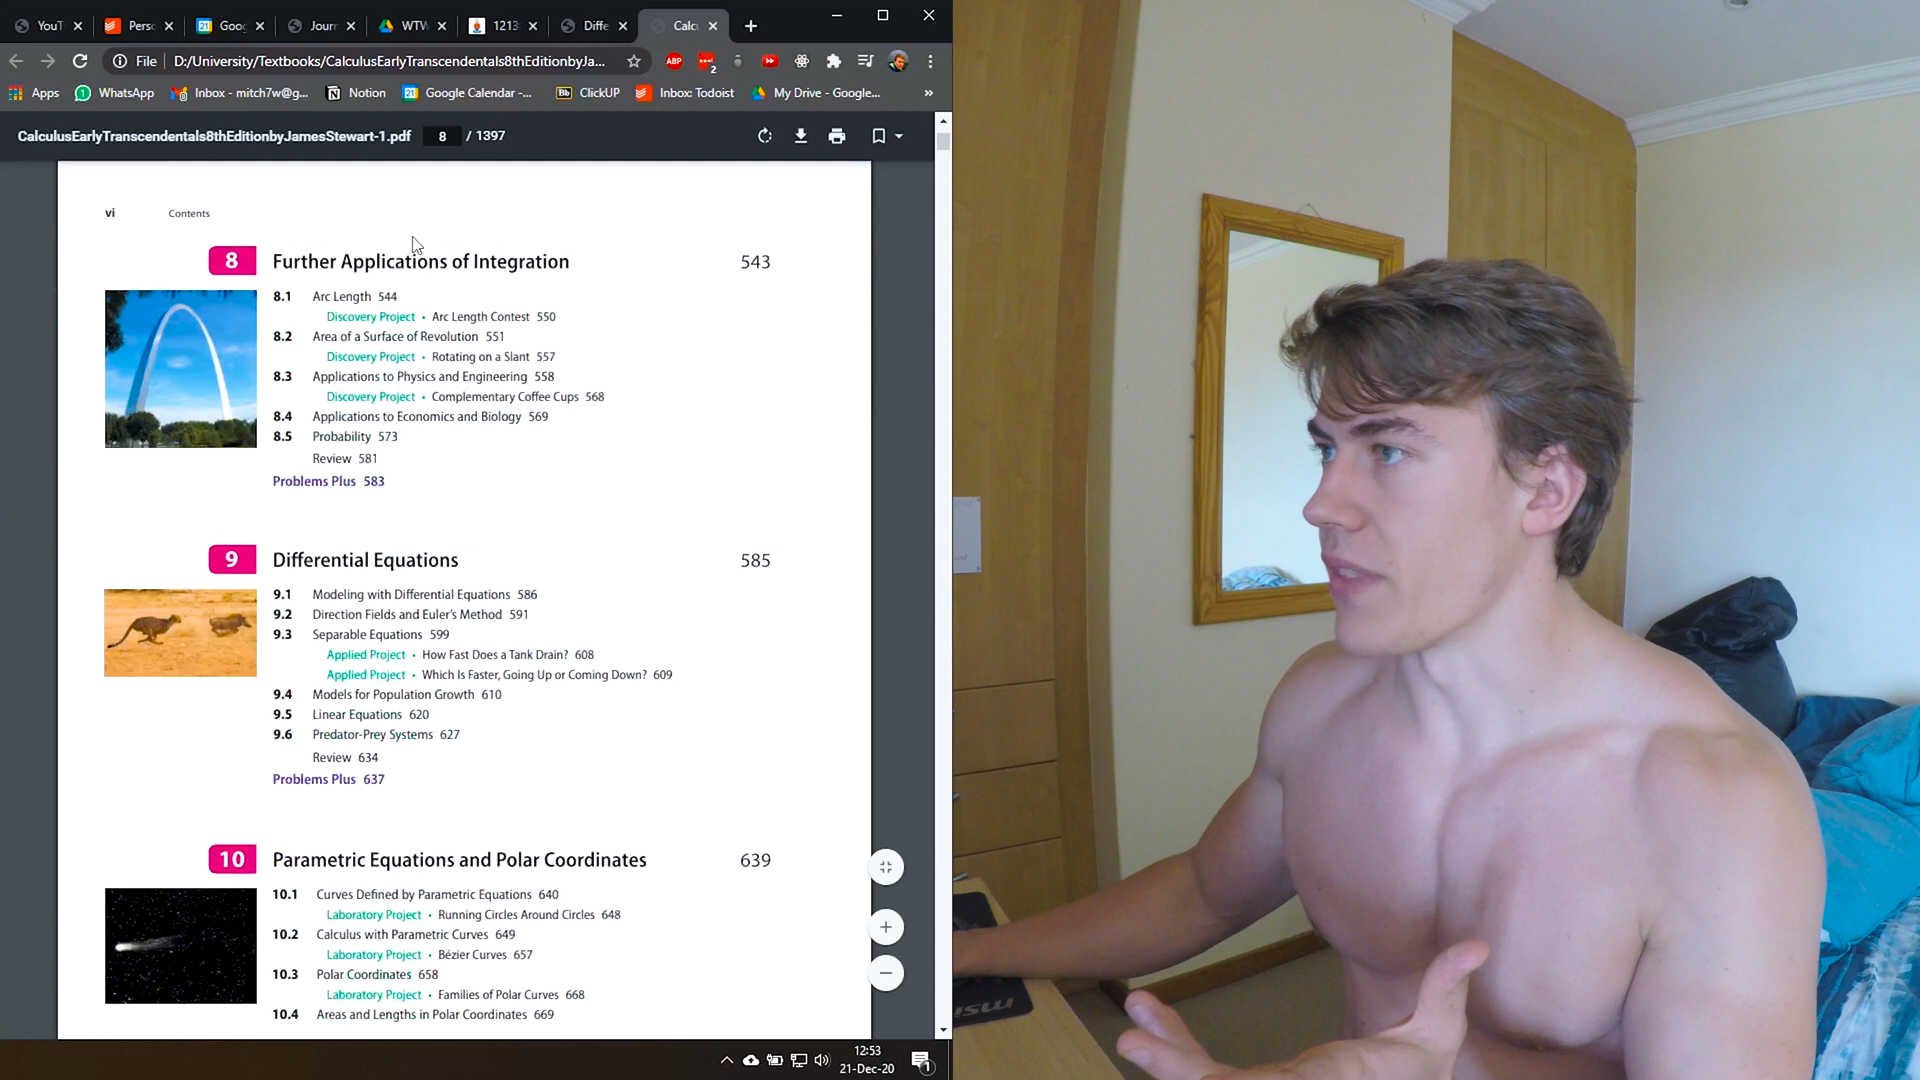 YouT
Perso
Goog
Journ
WTW
1213
Differ
Calcu
File D:/University/Textbooks/CalculusEarlyTranscendentals8thEditionbyJa...
ABP
2
Apps
WhatsApp
Inbox - mitch7w@g...
Notion
Google Calendar -...
Bb ClickUP
Inbox: Todoist
My Drive - Google...
»
CalculusEarlyTranscendentals8thEditionbyJamesStewart-1.pdf 8 / 1397
vi Contents
8 Further Applications of Integration 543
8.1 Arc Length 544
Discovery Project • Arc Length Contest 550
8.2 Area of a Surface of Revolution 551
Discovery Project • Rotating on a Slant 557
8.3 Applications to Physics and Engineering 558
Discovery Project • Complementary Coffee Cups 568
8.4 Applications to Economics and Biology 569
8.5 Probability 573
Review 581
Problems Plus 583
9 Differential Equations 585
9.1 Modeling with Differential Equations 586
9.2 Direction Fields and Euler's Method 591
9.3 Separable Equations 599
Applied Project • How Fast Does a Tank Drain? 608
Applied Project • Which Is Faster, Going Up or Coming Down? 609
9.4 Models for Population Growth 610
9.5 Linear Equations 620
9.6 Predator-Prey Systems 627
Review 634
Problems Plus 637
10 Parametric Equations and Polar Coordinates 639
10.1 Curves Defined by Parametric Equations 640
Laboratory Project • Running Circles Around Circles 648
10.2 Calculus with Parametric Curves 649
Laboratory Project • Bézier Curves 657
10.3 Polar Coordinates 658
Laboratory Project • Families of Polar Curves 668
10.4 Areas and Lengths in Polar Coordinates 669
12:53
21-Dec-20
1
msi